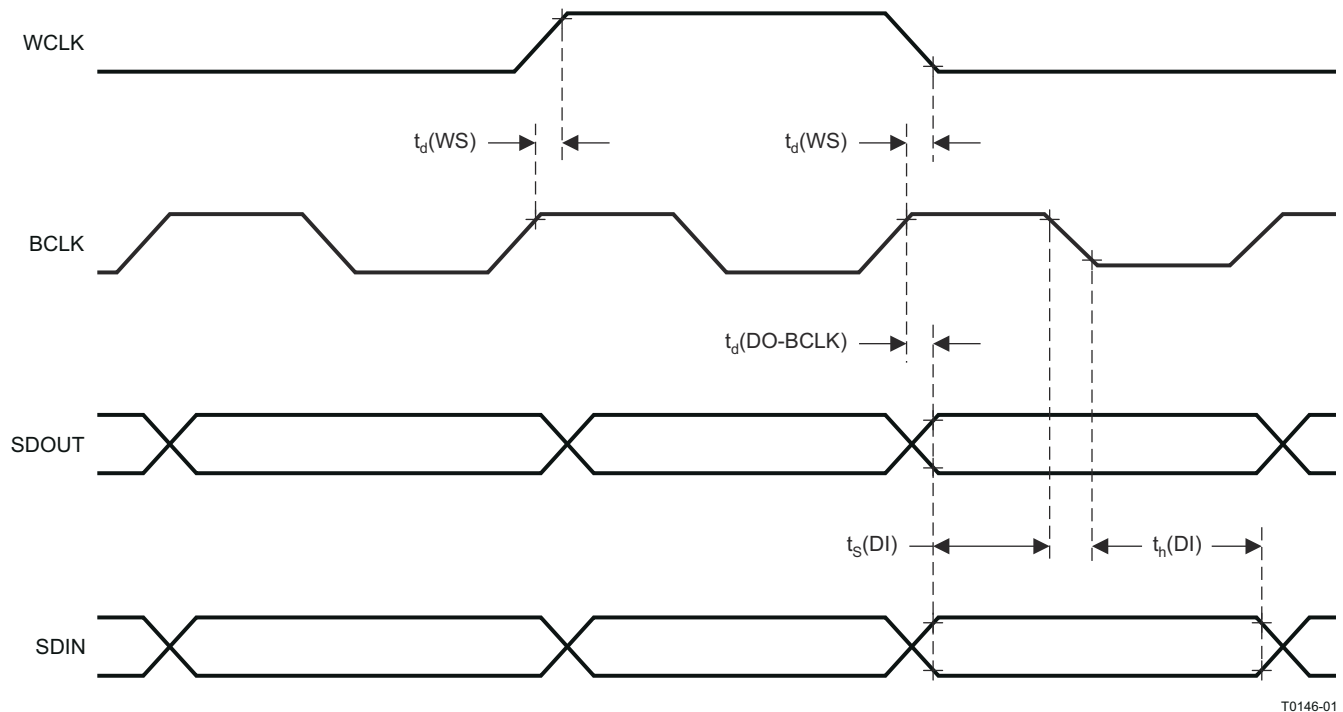 WCLK
t_d(WS) t_d(WS)
BCLK
t_d(DO-BCLK)
SDOUT
t_S(DI) t_h(DI)
SDIN
T0146-01